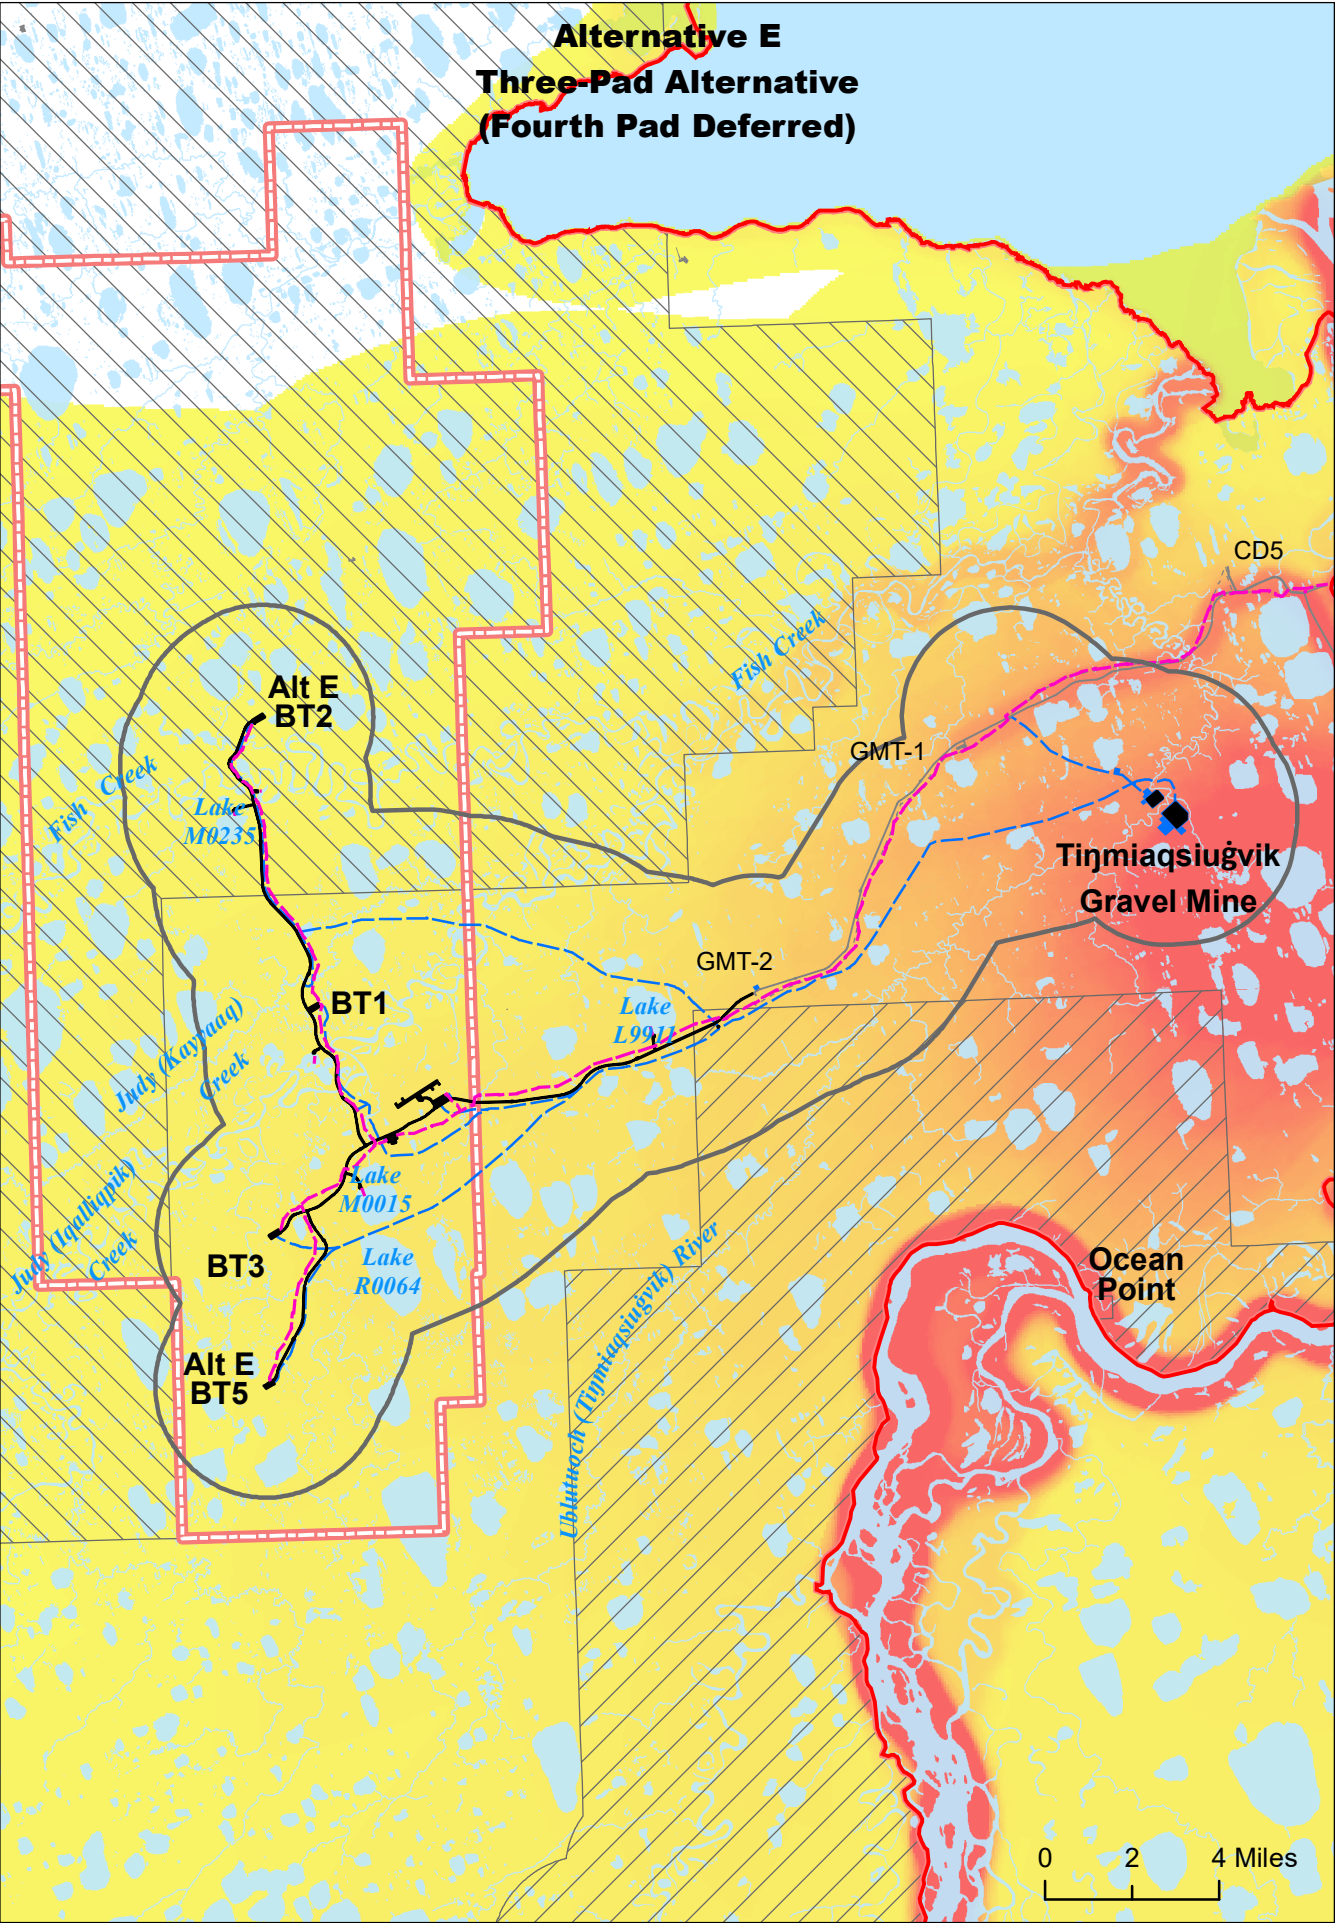 Alternative E
Three-Pad Alternative
(Fourth Pad Deferred)
CD5
Fish Creek
Alt E
BT2
GMT-1
Fish Creek
Lake
M0235
Tiŋmiaqsiuġvik
Gravel Mine
GMT-2
BT1
Lake
L9911
Judy (Kayyaaq)
Creek
Lake
M0015
Judy (Iqalliqpik)
Creek
BT3
Lake
R0064
Ublutuoch (Tiŋmiaqsiuġvik) River
Ocean
Point
Alt E
BT5
0 2 4 Miles